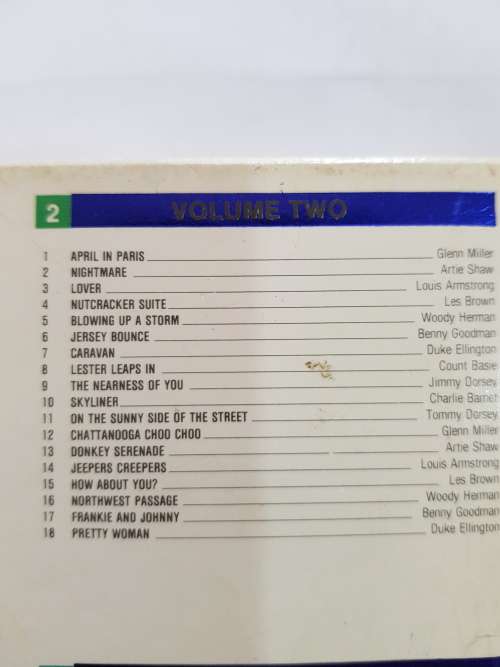 2 VOLUME TWO
1 APRIL IN PARIS Glenn Miller
2 NIGHTMARE Artie Shaw
3 LOVER Louis Armstrong
4 NUTCRACKER SUITE Les Brown
5 BLOWING UP A STORM Woody Herman
6 JERSEY BOUNCE Benny Goodman
7 CARAVAN Duke Ellington
8 LESTER LEAPS IN Count Basie
9 THE NEARNESS OF YOU Jimmy Dorsey
10 SKYLINER Charlie Barnet
11 ON THE SUNNY SIDE OF THE STREET Tommy Dorsey
12 CHATTANOOGA CHOO CHOO Glenn Miller
13 DONKEY SERENADE Artie Shaw
14 JEEPERS CREEPERS Louis Armstrong
15 HOW ABOUT YOU? Les Brown
16 NORTHWEST PASSAGE Woody Herman
17 FRANKIE AND JOHNNY Benny Goodman
18 PRETTY WOMAN Duke Ellington